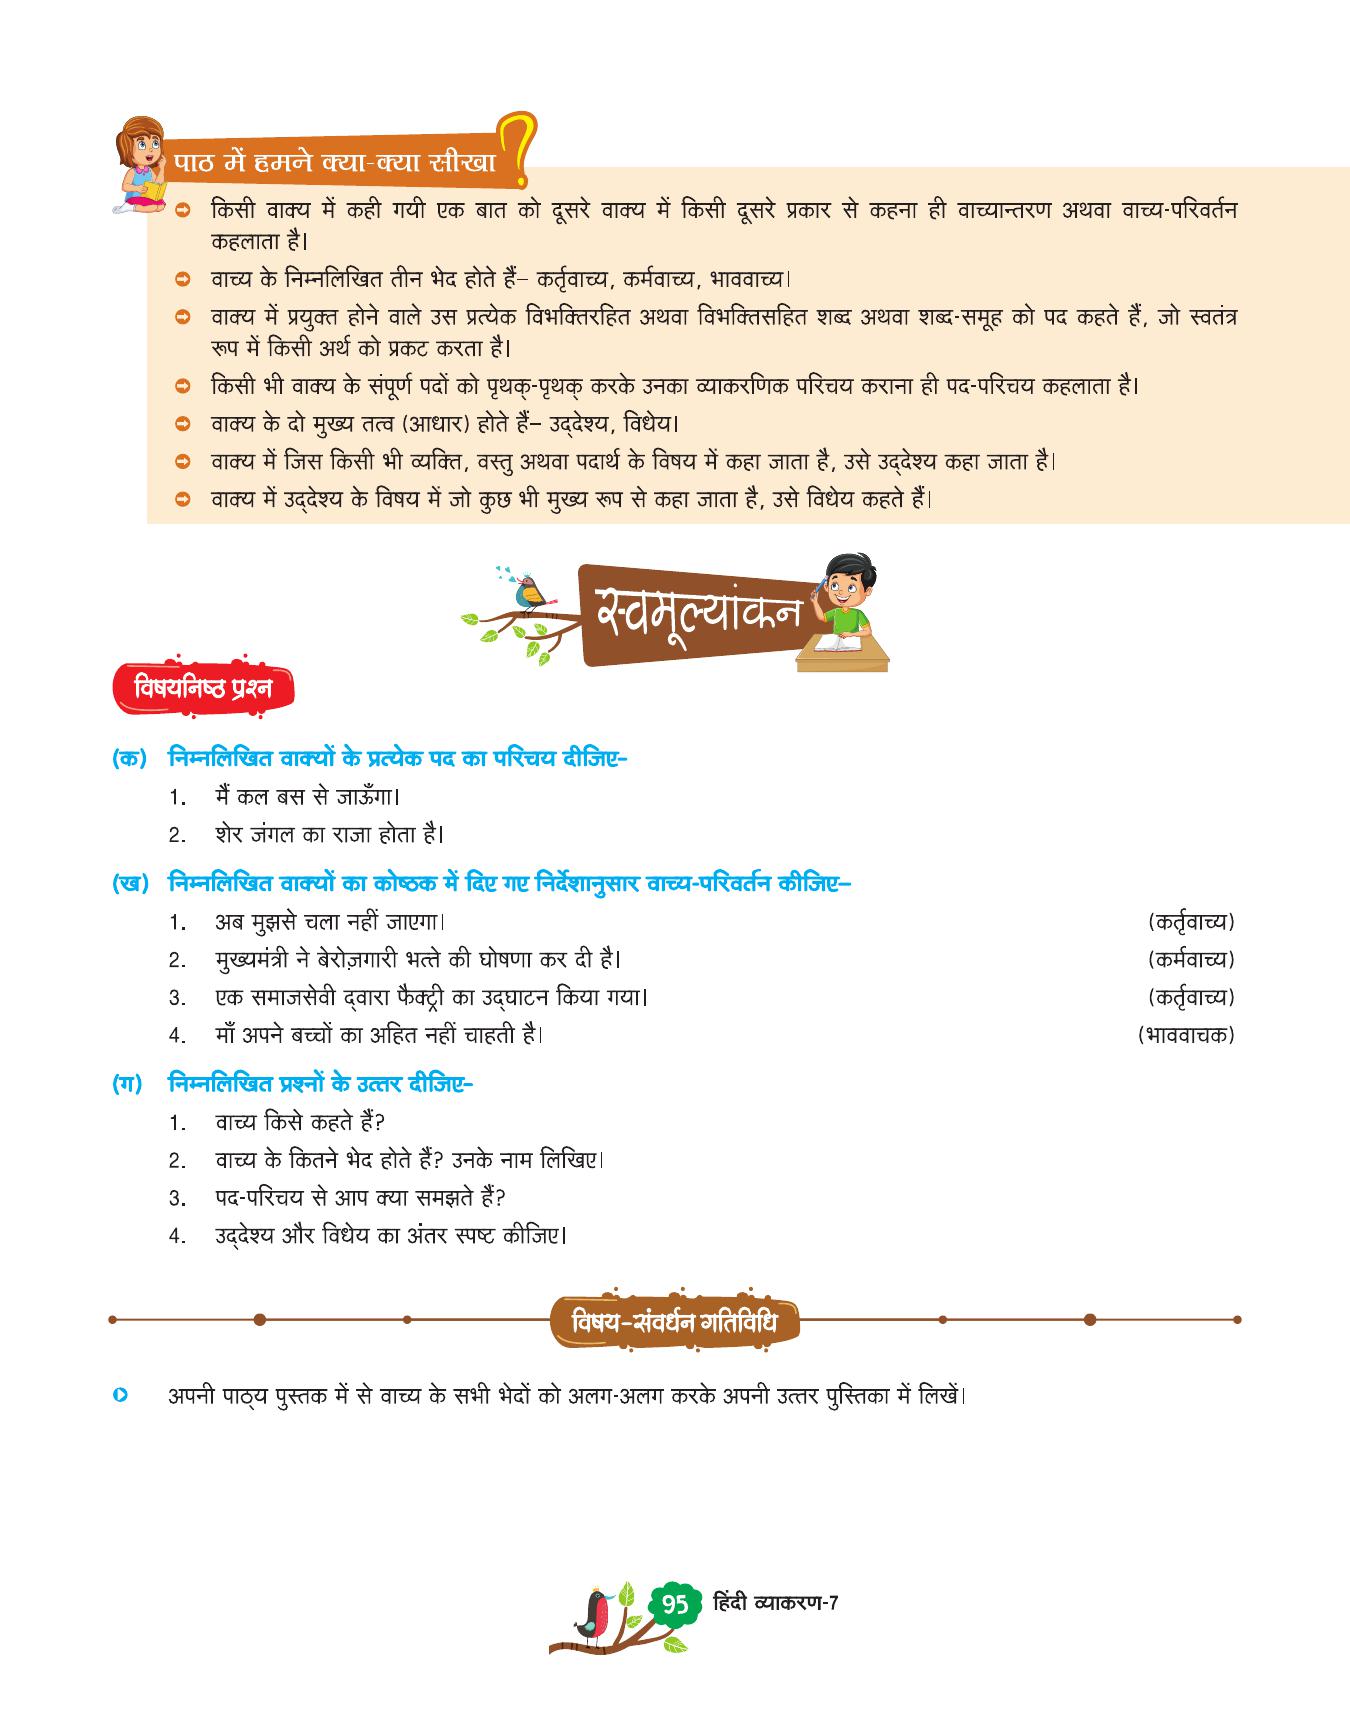 पाठ में हमने क्या-क्या सीखा ?
किसी वाक्य में कही गयी एक बात को दूसरे वाक्य में किसी दूसरे प्रकार से कहना ही वाच्यान्तरण अथवा वाच्य-परिवर्तन
कहलाता है।
वाच्य के निम्नलिखित तीन भेद होते हैं– कर्तृवाच्य, कर्मवाच्य, भाववाच्य।
वाक्य में प्रयुक्त होने वाले उस प्रत्येक विभक्तिरहित अथवा विभक्तिसहित शब्द अथवा शब्द-समूह को पद कहते हैं, जो स्वतंत्र
रूप में किसी अर्थ को प्रकट करता है।
किसी भी वाक्य के संपूर्ण पदों को पृथक्-पृथक् करके उनका व्याकरणिक परिचय कराना ही पद-परिचय कहलाता है।
वाक्य के दो मुख्य तत्व (आधार) होते हैं– उद्‌देश्य, विधेय।
वाक्य में जिस किसी भी व्यक्ति, वस्तु अथवा पदार्थ के विषय में कहा जाता है, उसे उद्‌देश्य कहा जाता है।
वाक्य में उद्‌देश्य के विषय में जो कुछ भी मुख्य रूप से कहा जाता है, उसे विधेय कहते हैं।
स्वमूल्यांकन
विषयनिष्ठ प्रश्न
(क) निम्नलिखित वाक्यों के प्रत्येक पद का परिचय दीजिए–
1. मैं कल बस से जाऊँगा।
2. शेर जंगल का राजा होता है।
(ख) निम्नलिखित वाक्यों का कोष्ठक में दिए गए निर्देशानुसार वाच्य-परिवर्तन कीजिए–
1. अब मुझसे चला नहीं जाएगा। (कर्तृवाच्य)
2. मुख्यमंत्री ने बेरोज़गारी भत्ते की घोषणा कर दी है। (कर्मवाच्य)
3. एक समाजसेवी द्‌वारा फैक्ट्री का उद्‌घाटन किया गया। (कर्तृवाच्य)
4. माँ अपने बच्चों का अहित नहीं चाहती है। (भाववाचक)
(ग) निम्नलिखित प्रश्नों के उत्तर दीजिए–
1. वाच्य किसे कहते हैं?
2. वाच्य के कितने भेद होते हैं? उनके नाम लिखिए।
3. पद-परिचय से आप क्या समझते हैं?
4. उद्‌देश्य और विधेय का अंतर स्पष्ट कीजिए।
विषय–संवर्धन गतिविधि
अपनी पाठ्‌य पुस्तक में से वाच्य के सभी भेदों को अलग-अलग करके अपनी उत्तर पुस्तिका में लिखें।
95 हिंदी व्याकरण-7